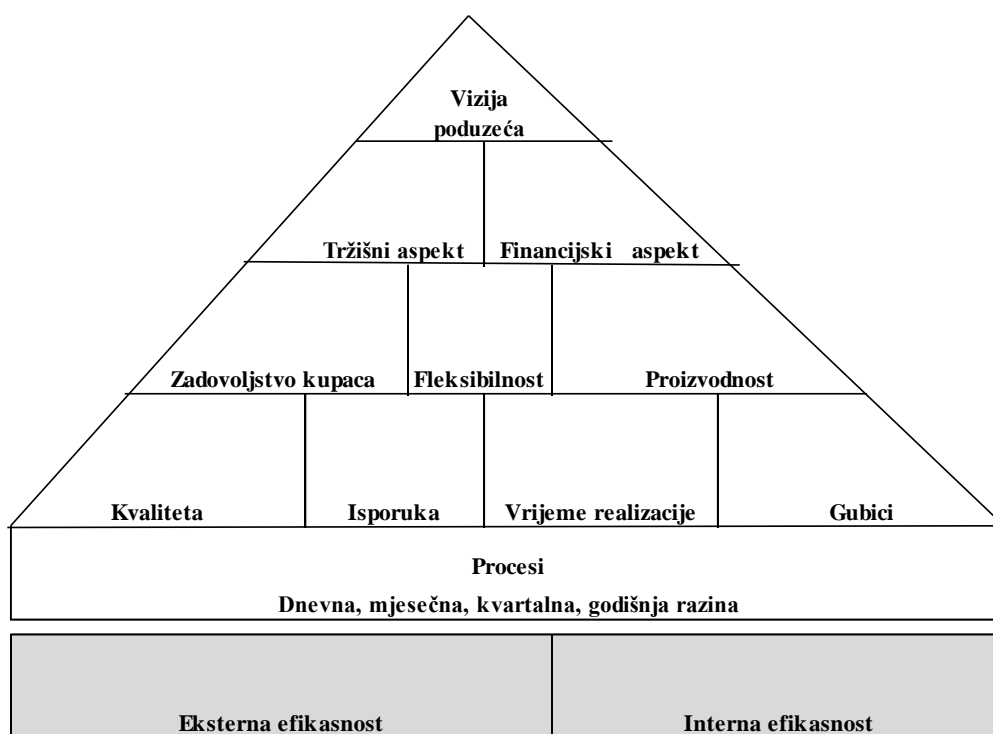 Vizija
poduzeća
Tržišni aspekt
Financijski aspekt
Zadovoljstvo kupaca
Fleksibilnost
Proizvodnost
Kvaliteta
Isporuka
Vrijeme realizacije
Gubici
Procesi
Dnevna, mjesečna, kvartalna, godišnja razina
Eksterna efikasnost
Interna efikasnost